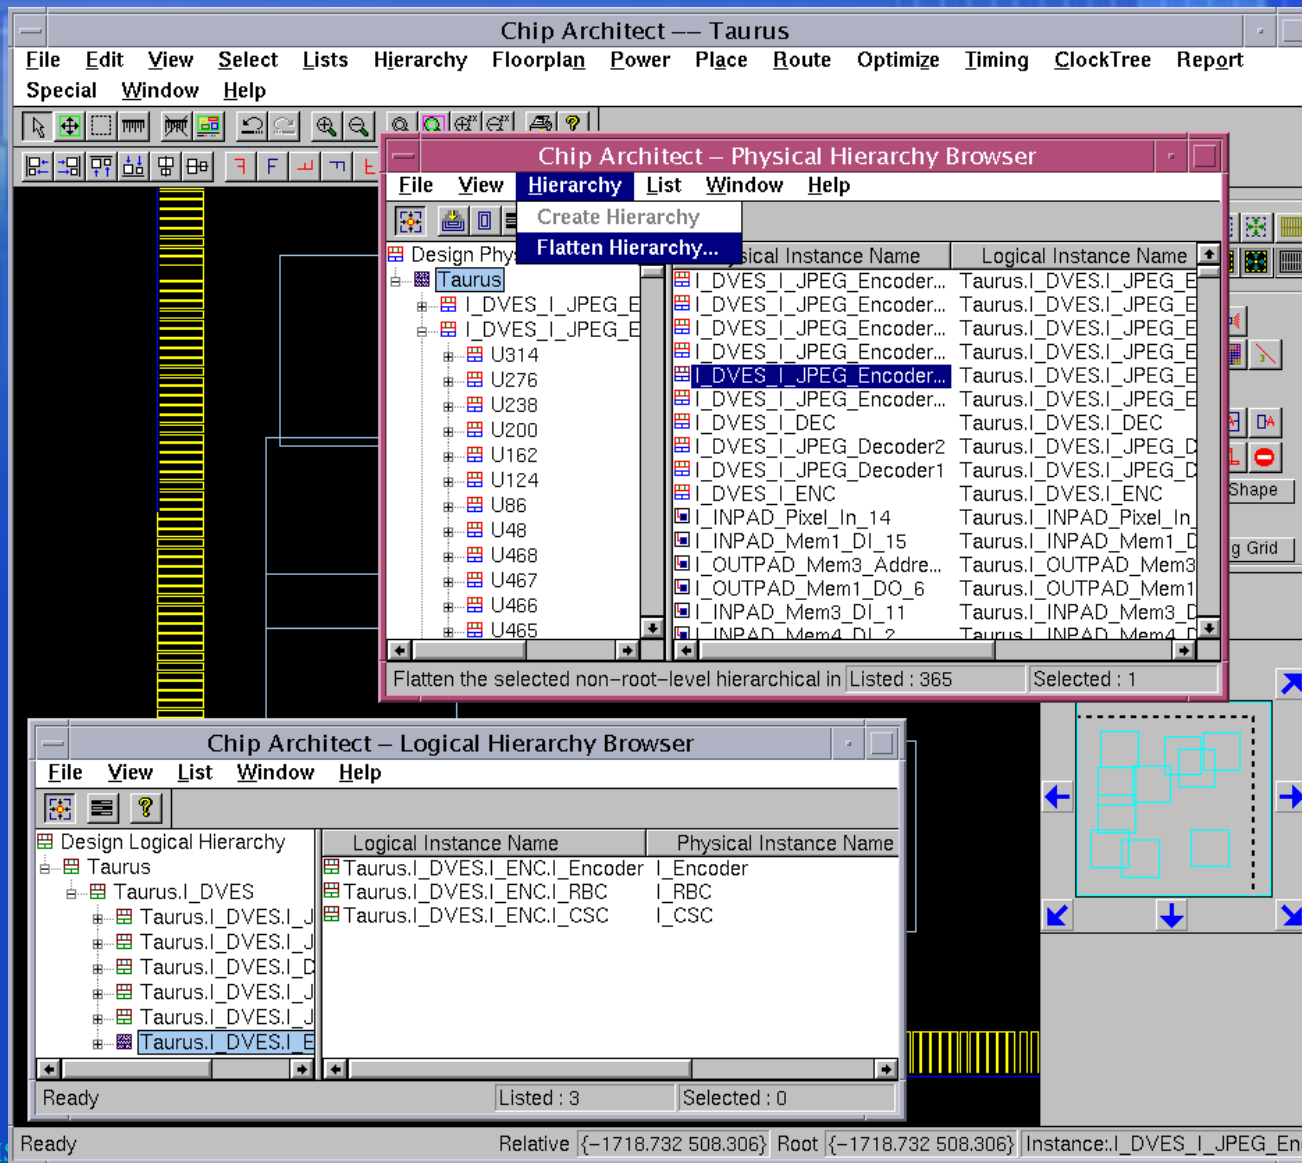 Chip Architect –– Taurus
File Edit View Select Lists Hierarchy Floorplan Power Place Route Optimize Timing ClockTree Report
Special Window Help
Chip Architect – Physical Hierarchy Browser
File View Hierarchy List Window Help
Create Hierarchy
Flatten Hierarchy...
Design Phy
Taurus
I_DVES_I_JPEG_E
I_DVES_I_JPEG_E
U314
U276
U238
U200
U162
U124
U86
U48
U468
U467
U466
U465
sical Instance Name Logical Instance Name
I_DVES_I_JPEG_Encoder... Taurus.I_DVES.I_JPEG_E
I_DVES_I_JPEG_Encoder... Taurus.I_DVES.I_JPEG_E
I_DVES_I_JPEG_Encoder... Taurus.I_DVES.I_JPEG_E
I_DVES_I_JPEG_Encoder... Taurus.I_DVES.I_JPEG_E
I_DVES_I_JPEG_Encoder... Taurus.I_DVES.I_JPEG_E
I_DVES_I_JPEG_Encoder... Taurus.I_DVES.I_JPEG_E
I_DVES_I_DEC Taurus.I_DVES.I_DEC
I_DVES_I_JPEG_Decoder2 Taurus.I_DVES.I_JPEG_D
I_DVES_I_JPEG_Decoder1 Taurus.I_DVES.I_JPEG_D
I_DVES_I_ENC Taurus.I_DVES.I_ENC
I_INPAD_Pixel_In_14 Taurus.I_INPAD_Pixel_In_
I_INPAD_Mem1_DI_15 Taurus.I_INPAD_Mem1_D
I_OUTPAD_Mem3_Addre... Taurus.I_OUTPAD_Mem3
I_OUTPAD_Mem1_DO_6 Taurus.I_OUTPAD_Mem1
I_INPAD_Mem3_DI_11 Taurus.I_INPAD_Mem3_D
I_INPAD_Mem4_DI_2 Taurus.I_INPAD_Mem4_D
Flatten the selected non–root–level hierarchical in Listed : 365 Selected : 1
Shape
g Grid
Chip Architect – Logical Hierarchy Browser
File View List Window Help
Design Logical Hierarchy
Taurus
Taurus.I_DVES
Taurus.I_DVES.I_J
Taurus.I_DVES.I_J
Taurus.I_DVES.I_D
Taurus.I_DVES.I_J
Taurus.I_DVES.I_J
Taurus.I_DVES.I_E
Logical Instance Name Physical Instance Name
Taurus.I_DVES.I_ENC.I_Encoder I_Encoder
Taurus.I_DVES.I_ENC.I_RBC I_RBC
Taurus.I_DVES.I_ENC.I_CSC I_CSC
Ready Listed : 3 Selected : 0
Ready Relative {–1718.732 508.306} Root {–1718.732 508.306} Instance:.I_DVES_I_JPEG_En